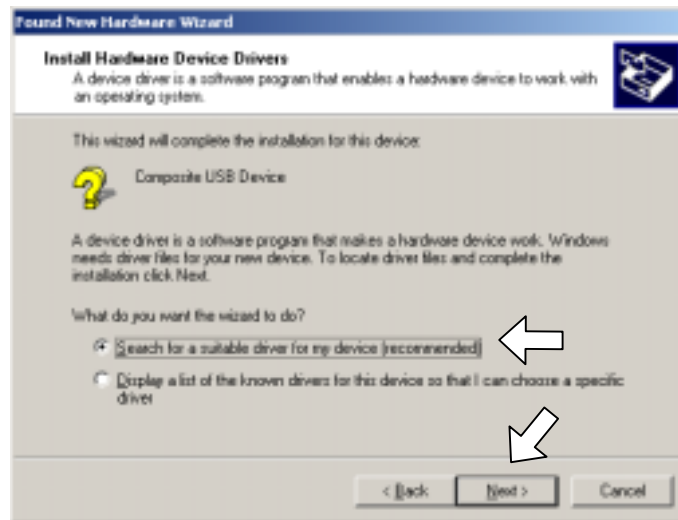 Found New Hardware Wizard
Install Hardware Device Drivers
A device driver is a software program that enables a hardware device to work with
an operating system.
This wizard will complete the installation for this device:
Composite USB Device
A device driver is a software program that makes a hardware device work. Windows
needs driver files for your new device. To locate driver files and complete the
installation click Next.
What do you want the wizard to do?
Search for a suitable driver for my device (recommended)
Display a list of the known drivers for this device so that I can choose a specific
driver
< Back Next > Cancel